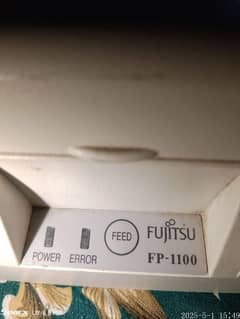 FUJITSU
FEED
POWER ERROR
FP-1100
2025-5-1 15:49